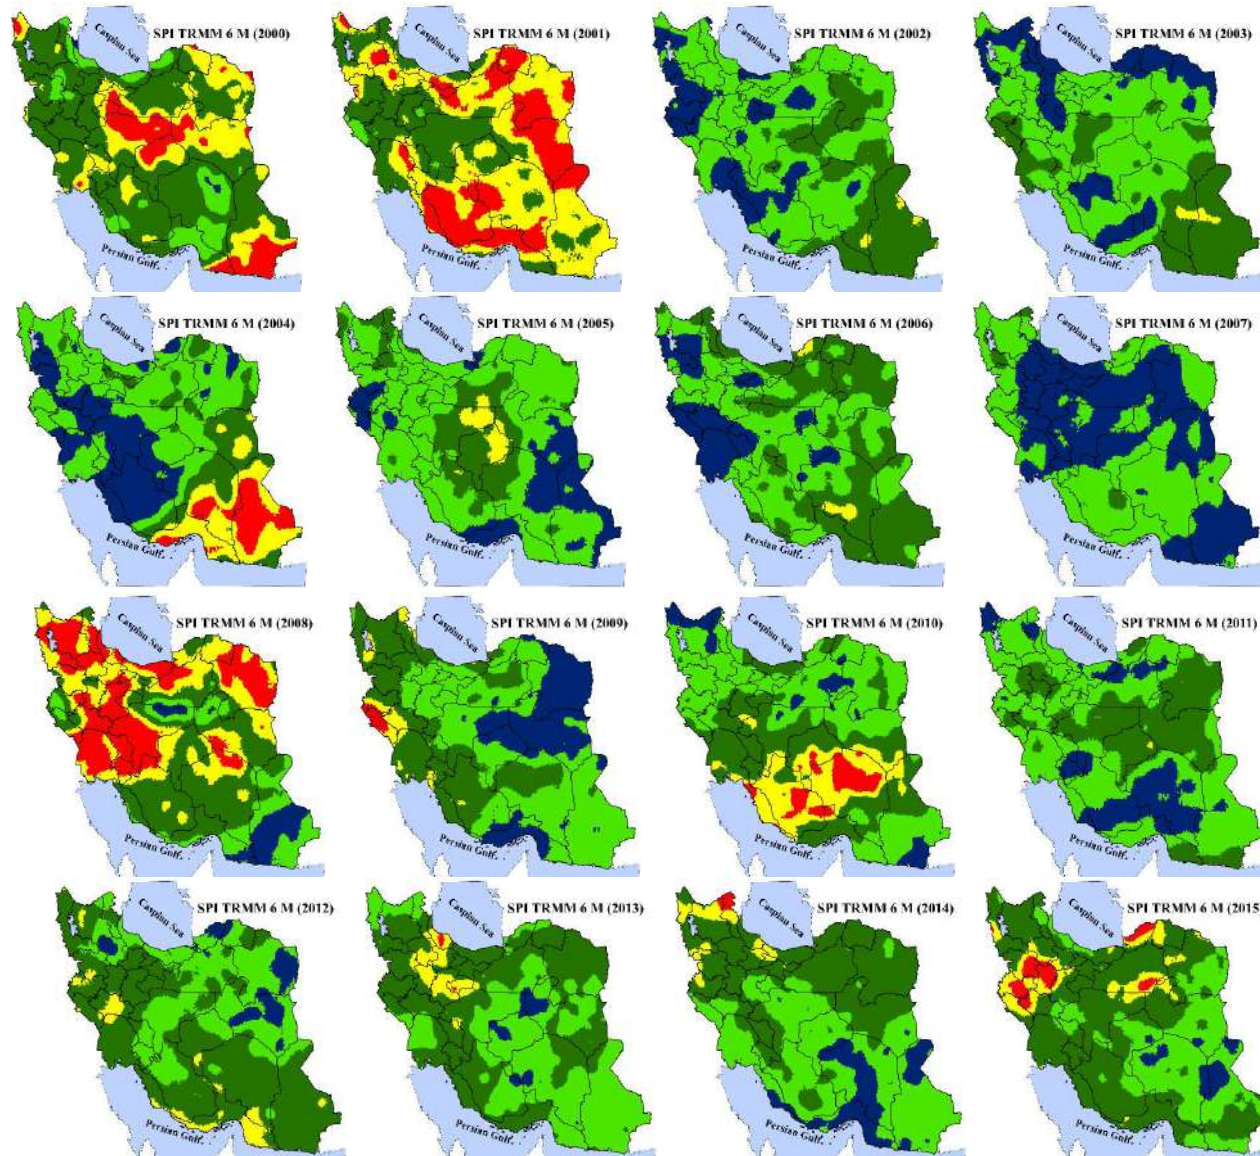 Caspian Sea
SPI TRMM 6 M (2000)
Persian Gulf
Caspian Sea
SPI TRMM 6 M (2001)
Persian Gulf
Caspian Sea
SPI TRMM 6 M (2002)
Persian Gulf
Caspian Sea
SPI TRMM 6 M (2003)
Persian Gulf
Caspian Sea
SPI TRMM 6 M (2004)
Persian Gulf
Caspian Sea
SPI TRMM 6 M (2005)
Persian Gulf
Caspian Sea
SPI TRMM 6 M (2006)
Persian Gulf
Caspian Sea
SPI TRMM 6 M (2007)
Persian Gulf
Caspian Sea
SPI TRMM 6 M (2008)
Persian Gulf
Caspian Sea
SPI TRMM 6 M (2009)
Persian Gulf
Caspian Sea
SPI TRMM 6 M (2010)
Persian Gulf
Caspian Sea
SPI TRMM 6 M (2011)
Persian Gulf
Caspian Sea
SPI TRMM 6 M (2012)
Persian Gulf
Caspian Sea
SPI TRMM 6 M (2013)
Persian Gulf
Caspian Sea
SPI TRMM 6 M (2014)
Persian Gulf
Caspian Sea
SPI TRMM 6 M (2015)
Persian Gulf